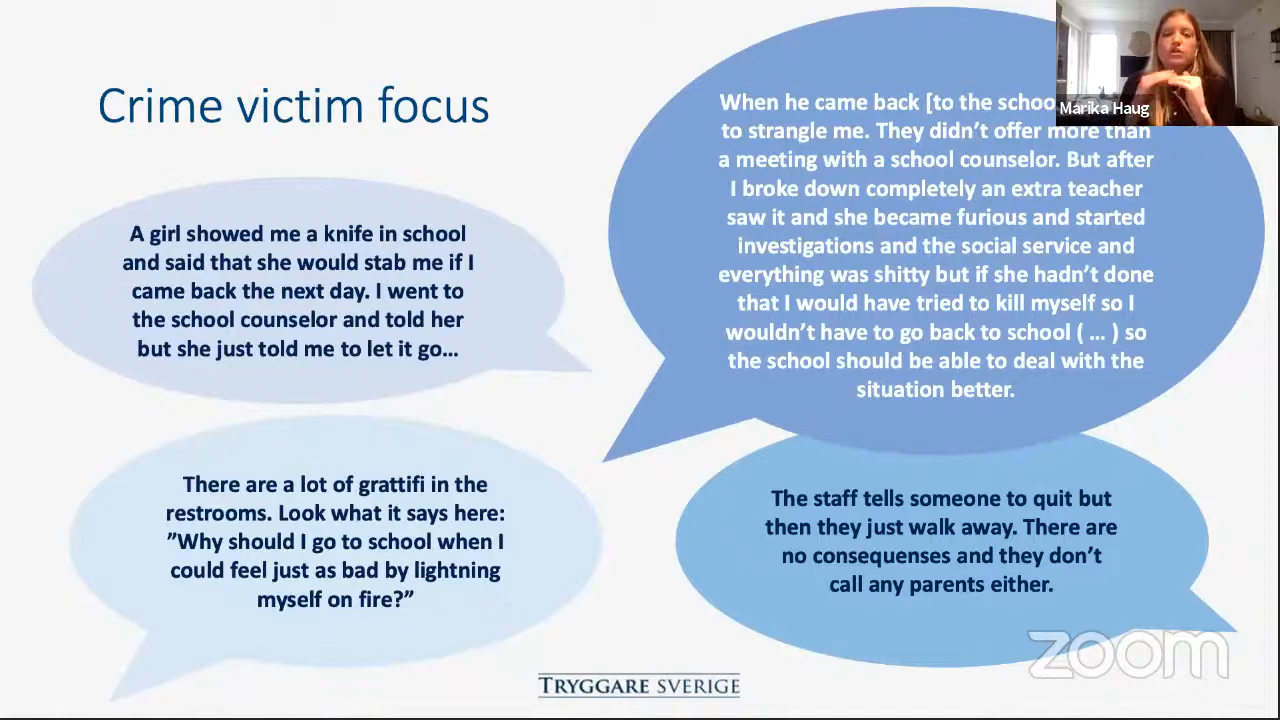 Crime victim focus
A girl showed me a knife in school
and said that she would stab me if I
came back the next day. I went to
the school counselor and told her
but she just told me to let it go...
When he came back [to the schoo
to strangle me. They didn’t offer more than
a meeting with a school counselor. But after
I broke down completely an extra teacher
saw it and she became furious and started
investigations and the social service and
everything was shitty but if she hadn’t done
that I would have tried to kill myself so I
wouldn’t have to go back to school ( ... ) so
the school should be able to deal with the
situation better.
There are a lot of grattifi in the
restrooms. Look what it says here:
”Why should I go to school when I
could feel just as bad by lightning
myself on fire?”
The staff tells someone to quit but
then they just walk away. There are
no consequenses and they don’t
call any parents either.
Marika Haug
TRYGGARE SVERIGE
zoom